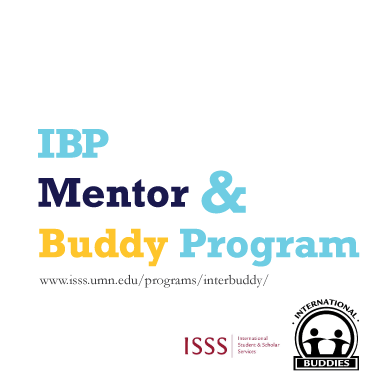 IBP
Mentor &
Buddy Program
www.isss.umn.edu/programs/interbuddy/
ISSS
International
Student & Scholar
Services
· INTERNATIONAL ·
BUDDIES